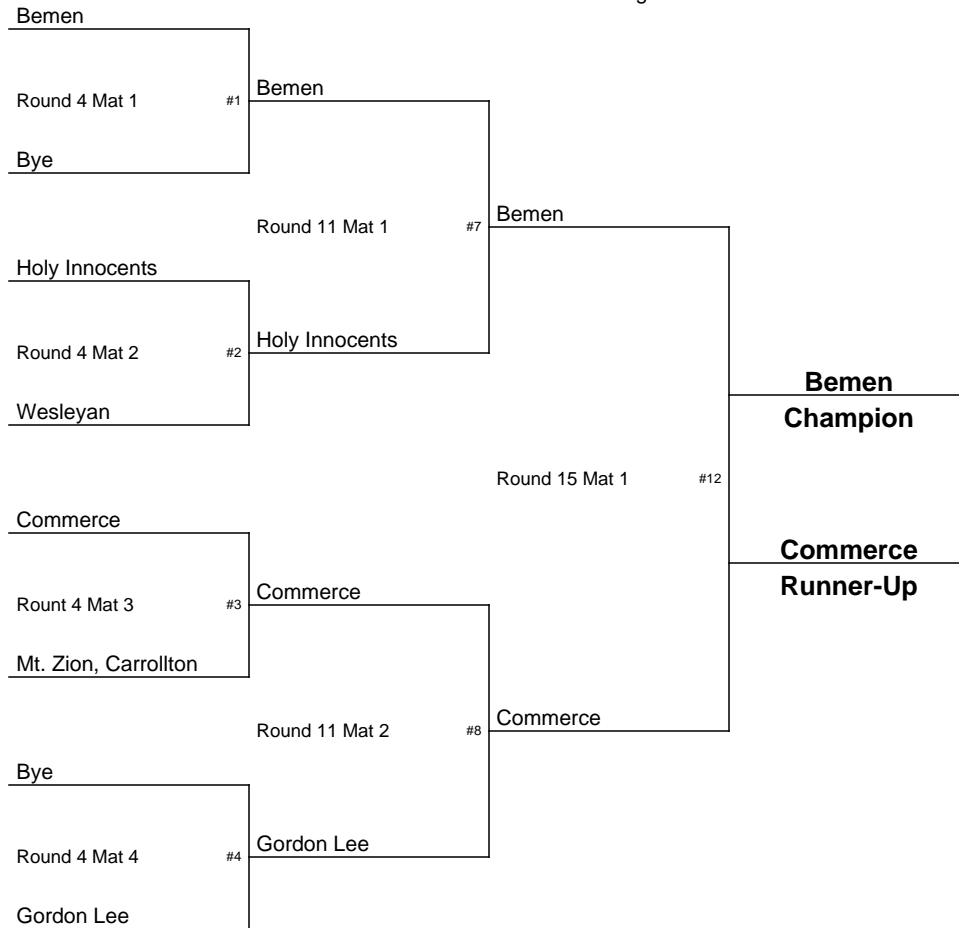 Bemen
Round 4 Mat 1
#1
Bemen
Bye
Round 11 Mat 1
#7
Bemen
Holy Innocents
Round 4 Mat 2
#2
Holy Innocents
Wesleyan
Bemen
Champion
Round 15 Mat 1
#12
Commerce
Commerce
Runner-Up
Rount 4 Mat 3
#3
Commerce
Mt. Zion, Carrollton
Round 11 Mat 2
#8
Commerce
Bye
Round 4 Mat 4
#4
Gordon Lee
Gordon Lee